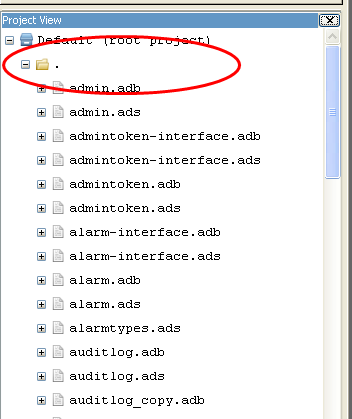 Project View
Default (root project)
.
admin.adb
admin.ads
admintoken-interface.adb
admintoken-interface.ads
admintoken.adb
admintoken.ads
alarm-interface.adb
alarm-interface.ads
alarm.adb
alarm.ads
alarmtypes.ads
auditlog.adb
auditlog.ads
auditlog_copy.adb